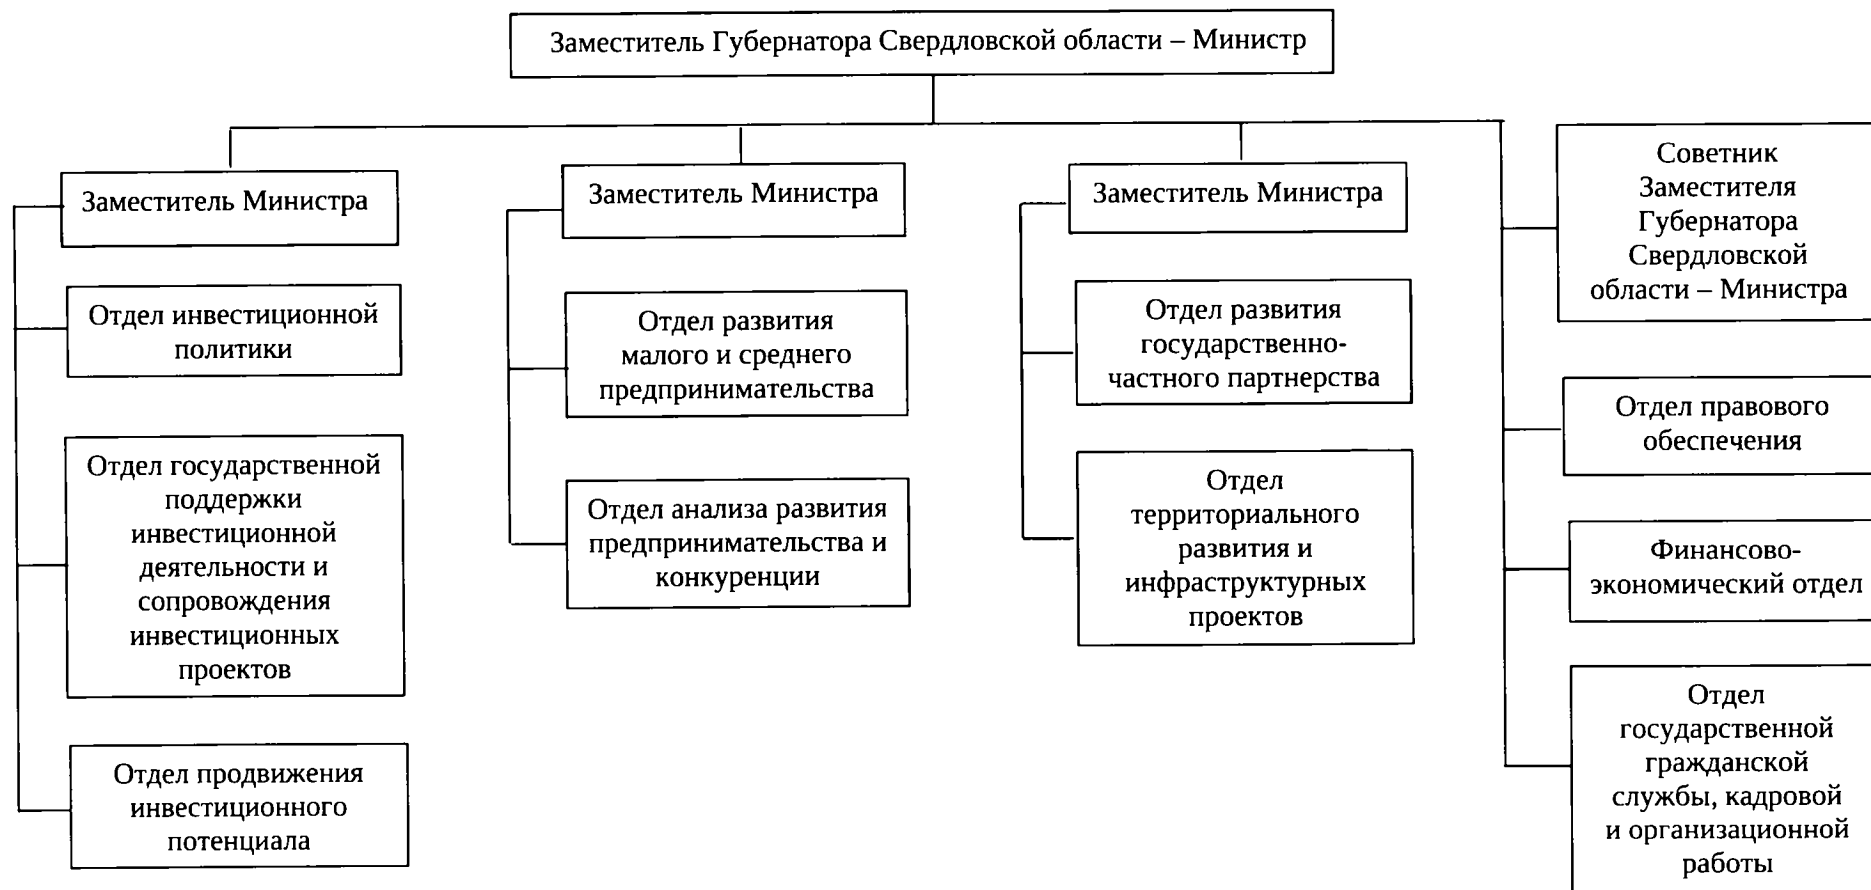 Заместитель Губернатора Свердловской области – Министр
Заместитель Министра
Отдел инвестиционной
политики
Отдел государственной
поддержки
инвестиционной
деятельности и
сопровождения
инвестиционных
проектов
Отдел продвижения
инвестиционного
потенциала
Заместитель Министра
Отдел развития
малого и среднего
предпринимательства
Отдел анализа развития
предпринимательства и
конкуренции
Заместитель Министра
Отдел развития
государственно-
частного партнерства
Отдел
территориального
развития и
инфраструктурных
проектов
Советник
Заместителя
Губернатора
Свердловской
области – Министра
Отдел правового
обеспечения
Финансово-
экономический отдел
Отдел
государственной
гражданской
службы, кадровой
и организационной
работы